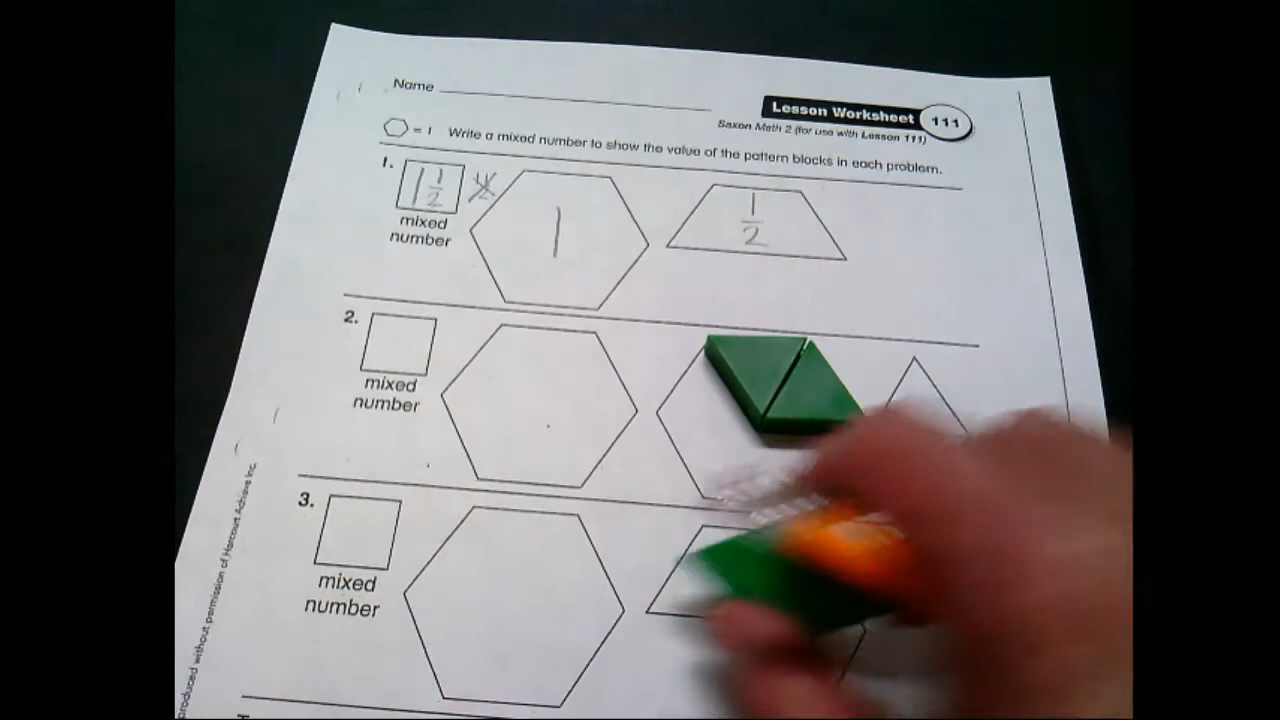 Name
Lesson Worksheet 111
Saxon Math 2 (for use with Lesson 111)
= 1 Write a mixed number to show the value of the pattern blocks in each problem.
1. 1 1/2
mixed
number
1
1/2
2.
mixed
number
3.
mixed
number
produced without permission of Harcourt Achieve Inc.